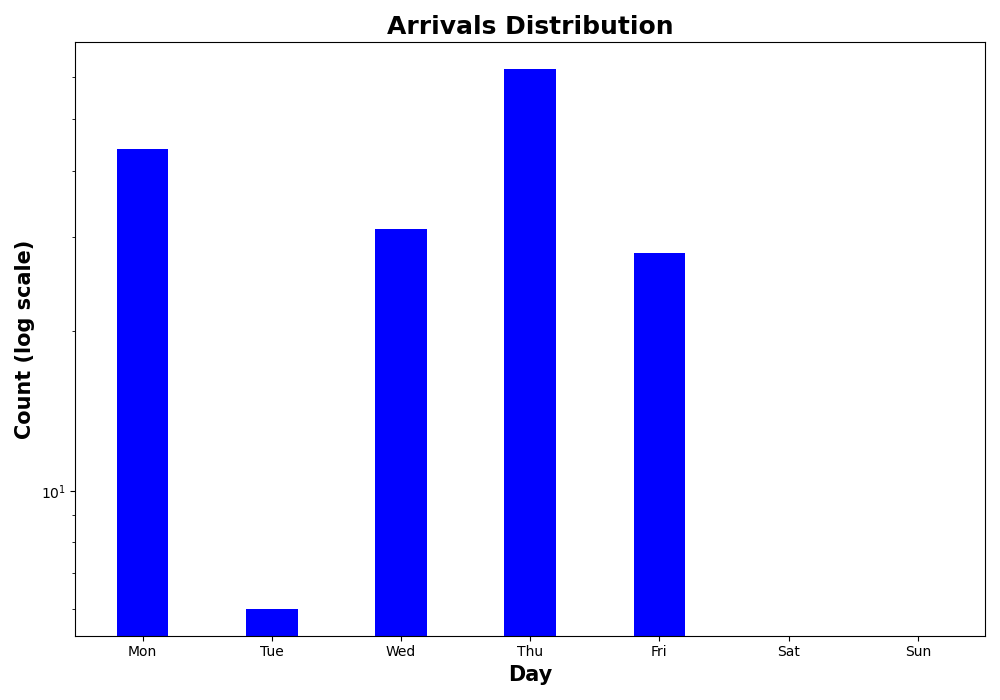 Arrivals Distribution
Count (log scale)
10¹
Mon Tue Wed Thu Fri Sat Sun
Day